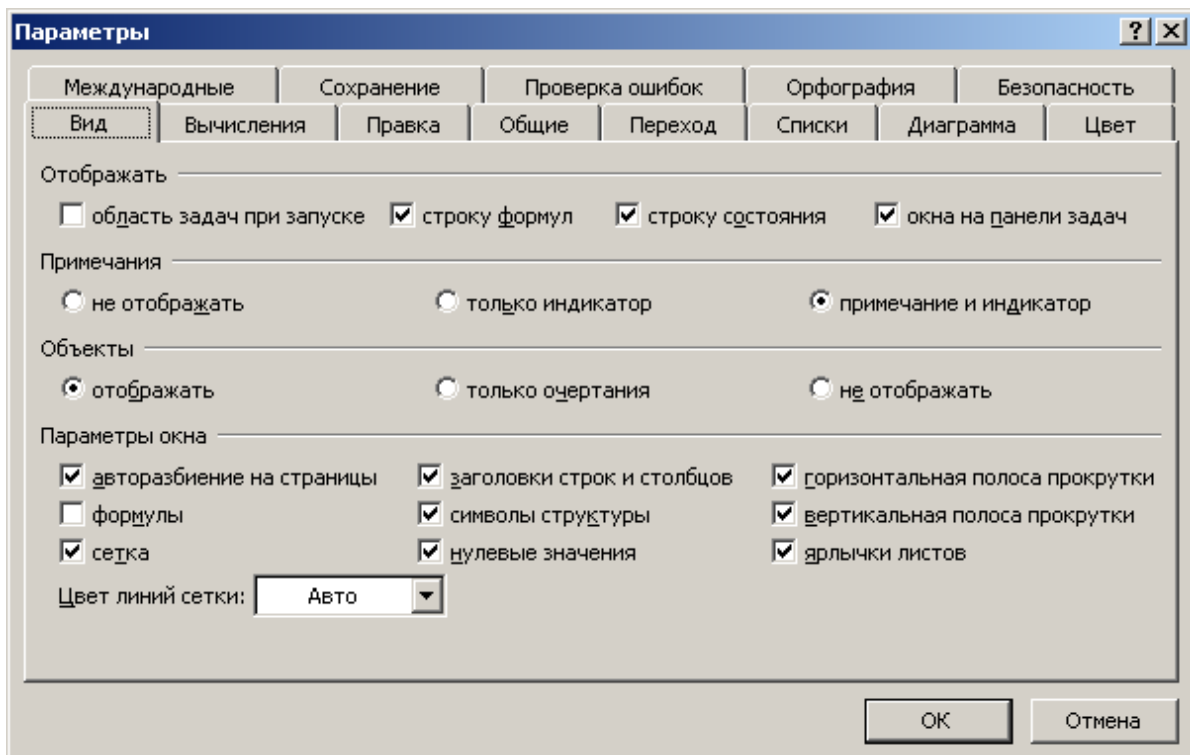 Параметры
Международные Сохранение Проверка ошибок Орфография Безопасность
Вид Вычисления Правка Общие Переход Списки Диаграмма Цвет
Отображать
область задач при запуске строку формул строку состояния окна на панели задач
Примечания
не отображать только индикатор примечание и индикатор
Объекты
отображать только очертания не отображать
Параметры окна
авторазбиение на страницы заголовки строк и столбцов горизонтальная полоса прокрутки
формулы символы структуры вертикальная полоса прокрутки
сетка нулевые значения ярлычки листов
Цвет линий сетки: Авто
ОК Отмена